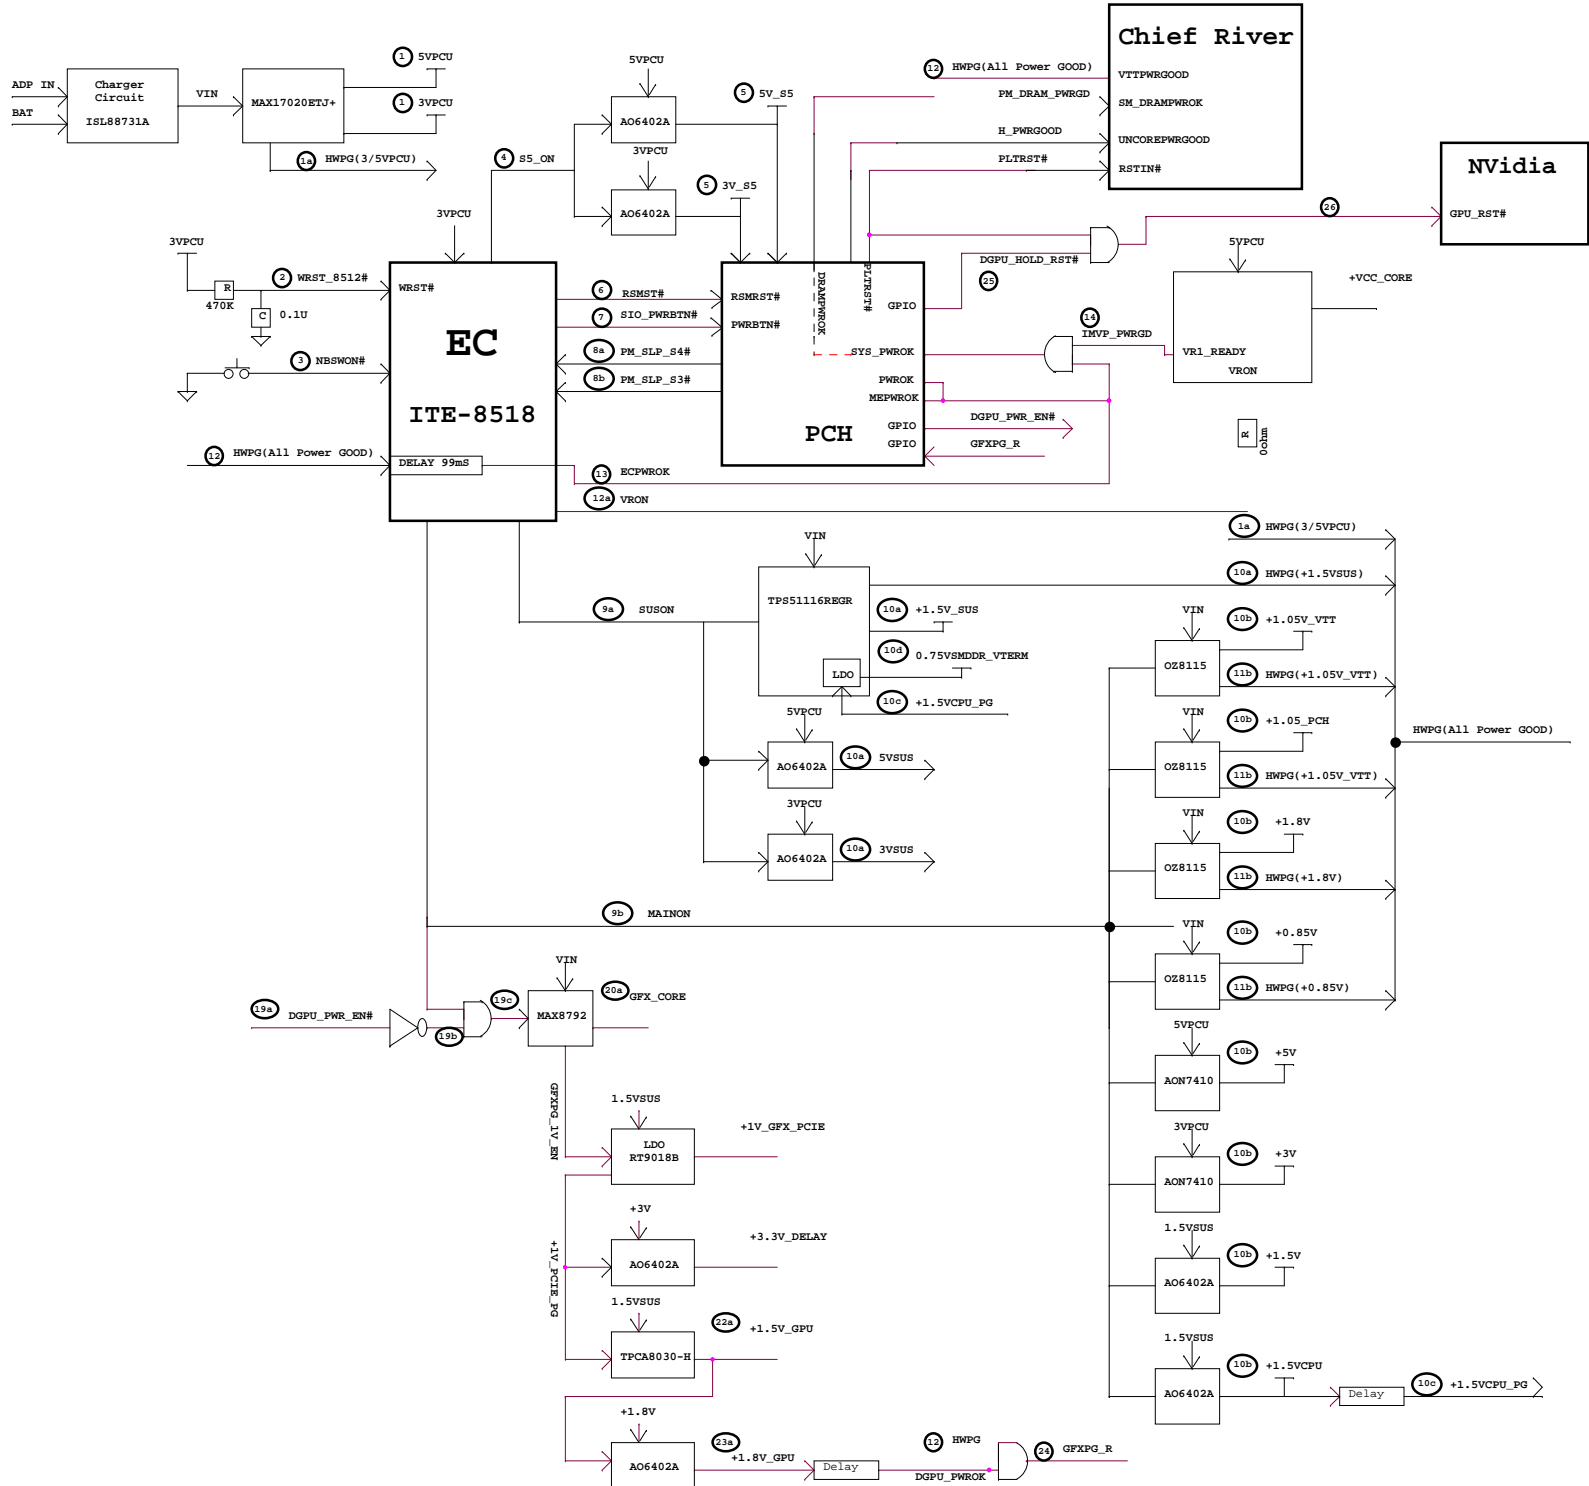 Chief River
12 HWPG(All Power GOOD)
VTTPWRGOOD
PM_DRAM_PWRGD
SM_DRAMPWROK
H_PWRGOOD
UNCOREPWRGOOD
PLTRST#
RSTIN#
NVidia
26
GPU_RST#
ADP IN
BAT
Charger
Circuit
ISL88731A
VIN
MAX17020ETJ+
1 5VPCU
1 3VPCU
1a HWPG(3/5VPCU)
4 S5_ON
5VPCU
AO6402A
3VPCU
AO6402A
5 5V_S5
5 3V_S5
3VPCU
3VPCU
R
470K
C 0.1U
2 WRST_8512#
WRST#
3 NBSWON#
EC
ITE-8518
12 HWPG(All Power GOOD)
DELAY 99mS
6 RSMST#
7 SIO_PWRBTN#
8a PM_SLP_S4#
8b PM_SLP_S3#
13 ECPWROK
12a VRON
RSMRST#
PWRBTN#
DRAMPWROK
PLTRST#
GPIO
SYS_PWROK
PWROK
MEPWROK
GPIO
GPIO
PCH
DGPU_HOLD_RST#
25
14
IMVP_PWRGD
DGPU_PWR_EN#
GFXPG_R
5VPCU
VR1_READY
VRON
+VCC_CORE
R
0ohm
1a HWPG(3/5VPCU)
10a HWPG(+1.5VSUS)
VIN
TPS51116REGR
LDO
9a SUSON
10a +1.5V_SUS
10d 0.75VSMDDR_VTERM
10c +1.5VCPU_PG
5VPCU
AO6402A
10a 5VSUS
3VPCU
AO6402A
10a 3VSUS
VIN
OZ8115
10b +1.05V_VTT
11b HWPG(+1.05V_VTT)
VIN
OZ8115
10b +1.05_PCH
11b HWPG(+1.05V_VTT)
HWPG(All Power GOOD)
VIN
OZ8115
10b +1.8V
11b HWPG(+1.8V)
9b MAINON
VIN
OZ8115
10b +0.85V
11b HWPG(+0.85V)
5VPCU
AON7410
10b +5V
3VPCU
AON7410
10b +3V
1.5VSUS
AO6402A
10b +1.5V
1.5VSUS
AO6402A
10b +1.5VCPU
Delay
10c +1.5VCPU_PG
19a DGPU_PWR_EN#
19b
19c
VIN
MAX8792
20a GFX_CORE
GFXPG_1V_EN
1.5VSUS
LDO
RT9018B
+1V_GFX_PCIE
+1V_PCIE_PG
+3V
AO6402A
+3.3V_DELAY
1.5VSUS
TPCA8030-H
22a +1.5V_GPU
+1.8V
AO6402A
23a +1.8V_GPU
Delay
12 HWPG
DGPU_PWROK
24 GFXPG_R